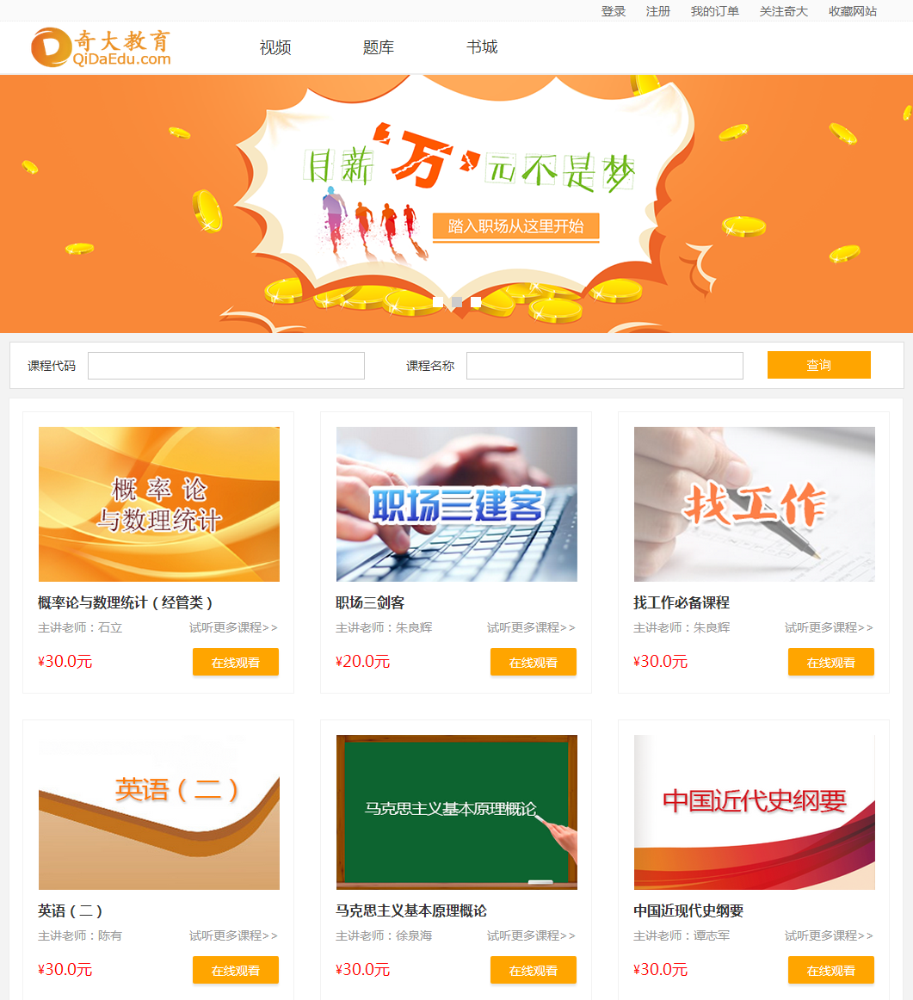 登录 注册 我的订单 关注奇大 收藏网站
奇大教育
QiDaEdu.com
视频 题库 书城
月薪“万”元不是梦
踏入职场从这里开始
课程代码 课程名称 查询
概率论
与数理统计
职场三建客
找工作
概率论与数理统计（经管类） 职场三剑客 找工作必备课程
主讲老师：石立 试听更多课程>> 主讲老师：朱良辉 试听更多课程>> 主讲老师：朱良辉 试听更多课程>>
¥30.0元 在线观看 ¥20.0元 在线观看 ¥30.0元 在线观看
英语（二）
马克思主义基本原理概论
中国近代史纲要
英语（二） 马克思主义基本原理概论 中国近现代史纲要
主讲老师：陈有 试听更多课程>> 主讲老师：徐泉海 试听更多课程>> 主讲老师：谭志军 试听更多课程>>
¥30.0元 在线观看 ¥30.0元 在线观看 ¥30.0元 在线观看